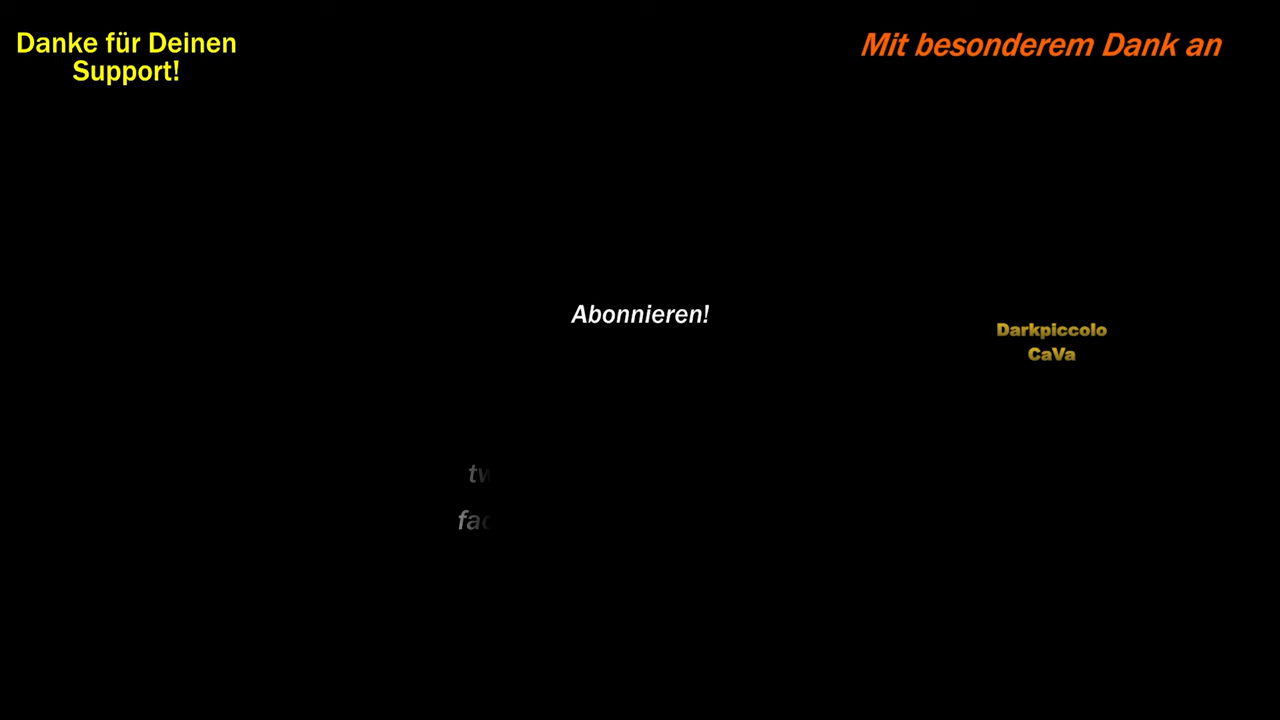 Danke für Deinen
Support!
Mit besonderem Dank an
Abonnieren!
Darkpiccolo
CaVa